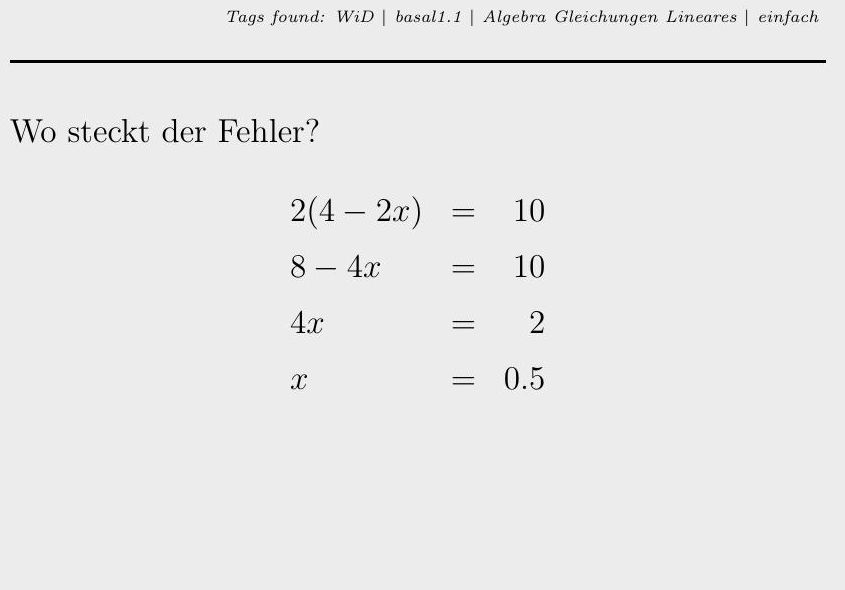 Tags found: WiD | basal1.1 | Algebra Gleichungen Lineares | einfach
Wo steckt der Fehler?
2(4 − 2x) = 10
8 − 4x = 10
4x = 2
x = 0.5